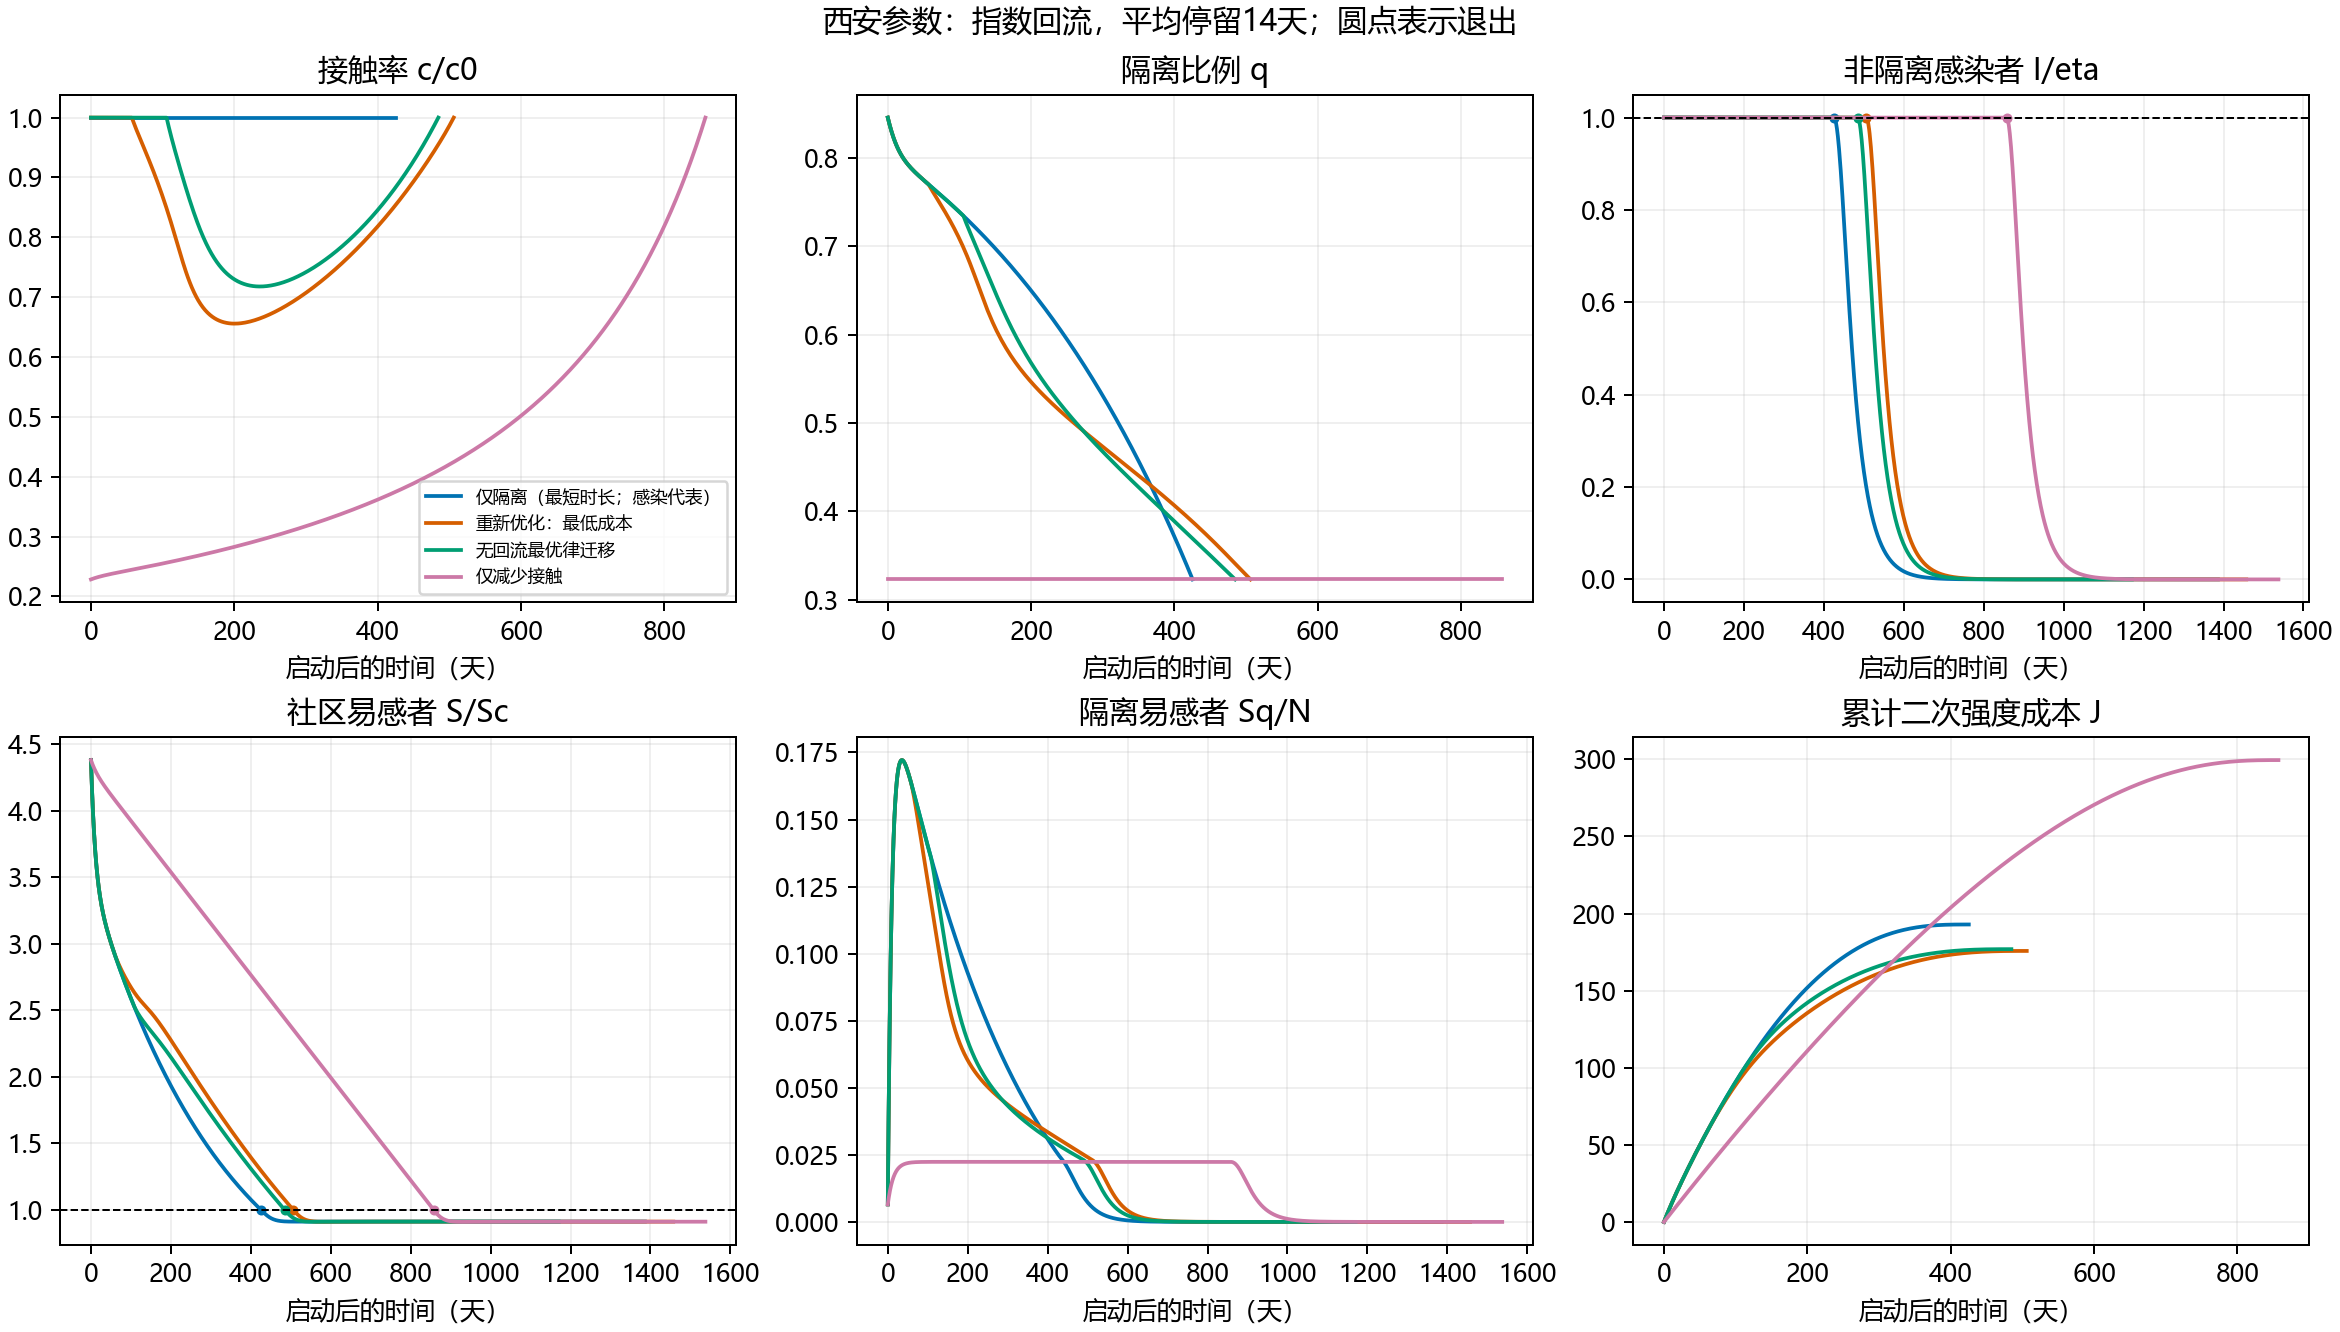 西安参数：指数回流，平均停留14天；圆点表示退出
接触率 c/c0
1.0
0.9
0.8
0.7
0.6
0.5
0.4
0.3
0.2
0 200 400 600 800
启动后的时间（天）
仅隔离（最短时长；感染代表）
重新优化：最低成本
无回流最优律迁移
仅减少接触
隔离比例 q
0.8
0.7
0.6
0.5
0.4
0.3
0 200 400 600 800
启动后的时间（天）
非隔离感染者 I/eta
1.0
0.8
0.6
0.4
0.2
0.0
0 200 400 600 800 1000 1200 1400 1600
启动后的时间（天）
社区易感者 S/Sc
4.5
4.0
3.5
3.0
2.5
2.0
1.5
1.0
0 200 400 600 800 1000 1200 1400 1600
启动后的时间（天）
隔离易感者 Sq/N
0.175
0.150
0.125
0.100
0.075
0.050
0.025
0.000
0 200 400 600 800 1000 1200 1400 1600
启动后的时间（天）
累计二次强度成本 J
300
250
200
150
100
50
0
0 200 400 600 800
启动后的时间（天）